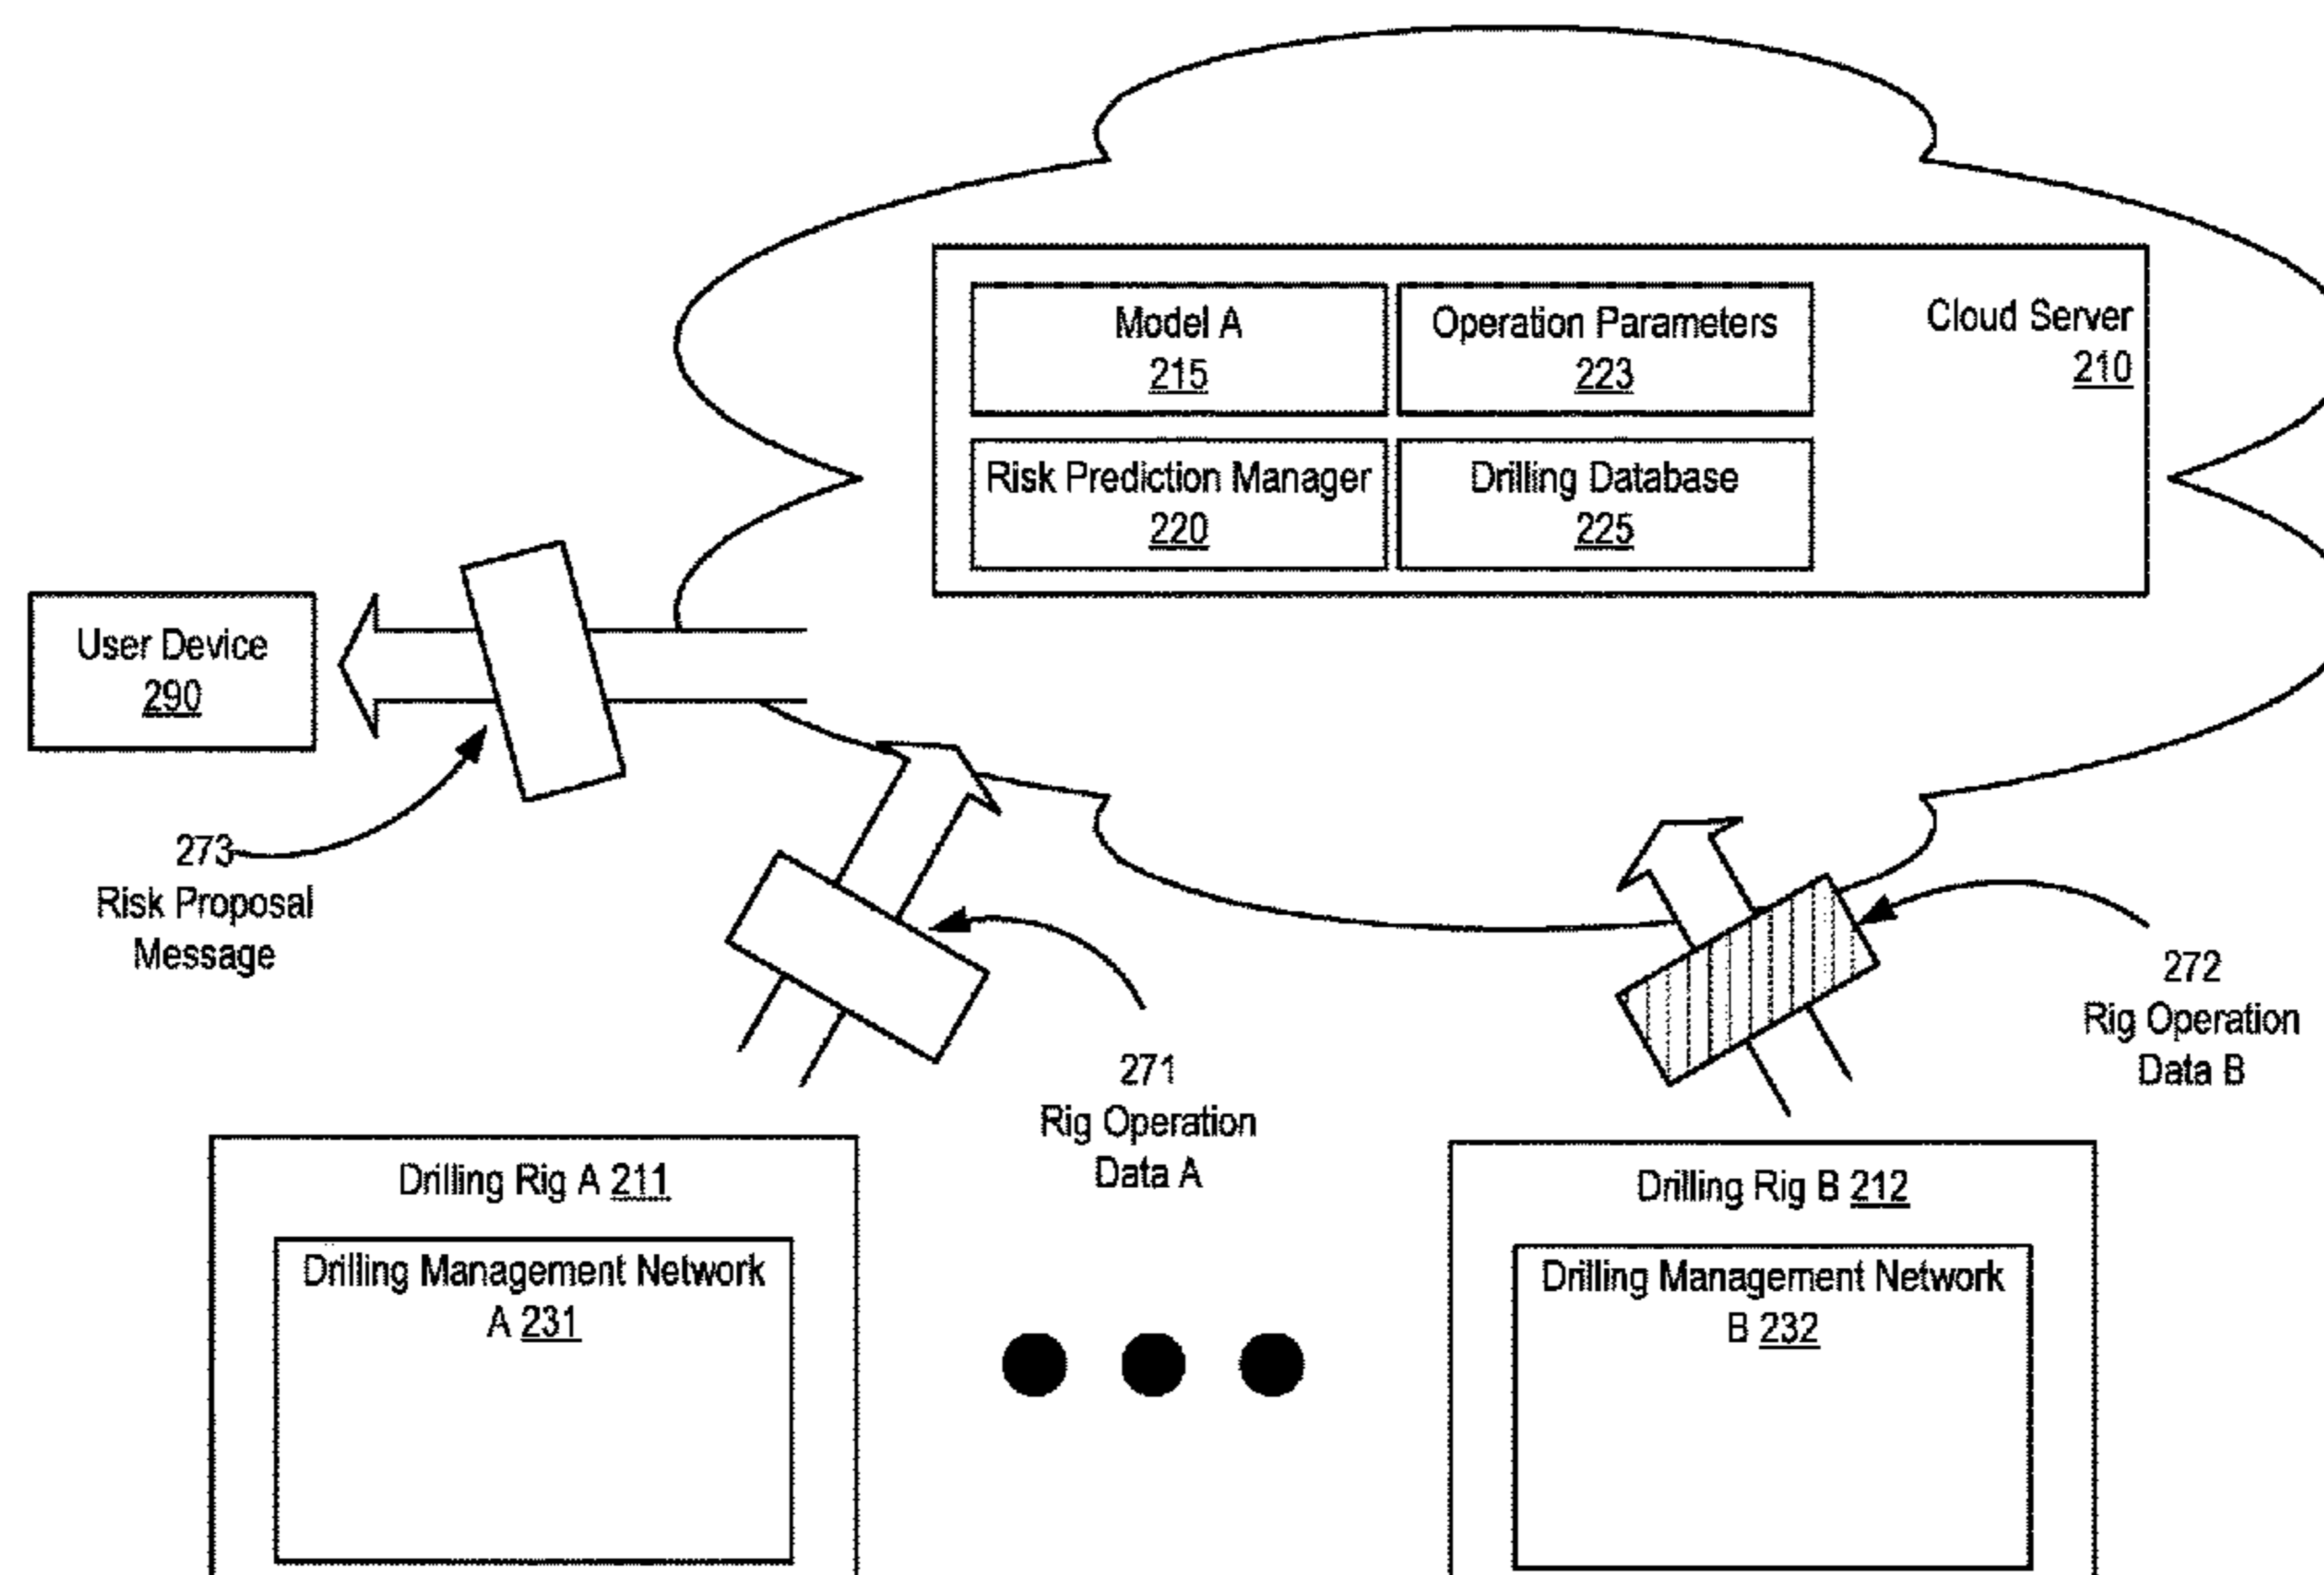 Model A
215
Operation Parameters
223
Cloud Server
210
Risk Prediction Manager
220
Drilling Database
225
User Device
290
273
Risk Proposal
Message
271
Rig Operation
Data A
272
Rig Operation
Data B
Drilling Rig A 211
Drilling Management Network
A 231
Drilling Rig B 212
Drilling Management Network
B 232